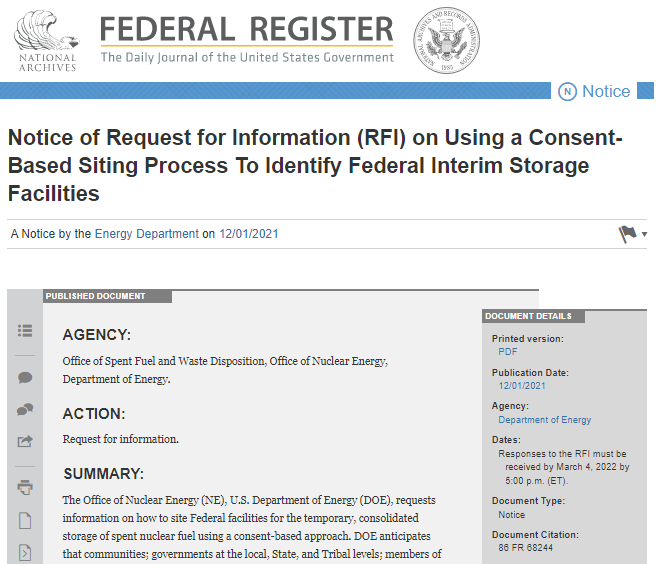 FEDERAL REGISTER
The Daily Journal of the United States Government
NATIONAL
ARCHIVES
NATIONAL ARCHIVES AND RECORDS ADMINISTRATION
1985
N Notice
Notice of Request for Information (RFI) on Using a Consent-
Based Siting Process To Identify Federal Interim Storage
Facilities
A Notice by the Energy Department on 12/01/2021
PUBLISHED DOCUMENT
AGENCY:
Office of Spent Fuel and Waste Disposition, Office of Nuclear Energy,
Department of Energy.
ACTION:
Request for information.
SUMMARY:
The Office of Nuclear Energy (NE), U.S. Department of Energy (DOE), requests
information on how to site Federal facilities for the temporary, consolidated
storage of spent nuclear fuel using a consent-based approach. DOE anticipates
that communities; governments at the local, State, and Tribal levels; members of
DOCUMENT DETAILS
Printed version:
PDF
Publication Date:
12/01/2021
Agency:
Department of Energy
Dates:
Responses to the RFI must be
received by March 4, 2022 by
5:00 p.m. (ET).
Document Type:
Notice
Document Citation:
86 FR 68244